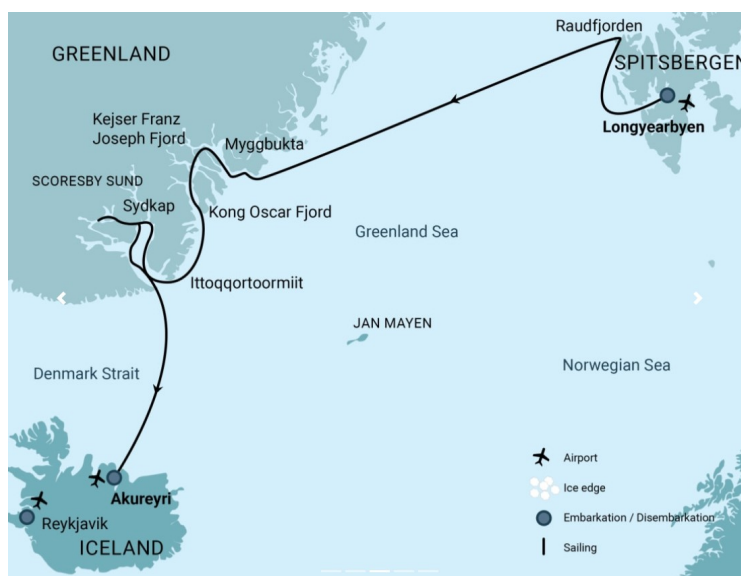 Raudfjorden
GREENLAND
SPITSBERGEN
Longyearbyen
Kejser Franz
Joseph Fjord
Myggbukta
SCORESBY SUND
Sydkap
Kong Oscar Fjord
Greenland Sea
Ittoqqortoormiit
JAN MAYEN
Denmark Strait
Norwegian Sea
Airport
Ice edge
Embarkation / Disembarkation
Sailing
Akureyri
Reykjavik
ICELAND